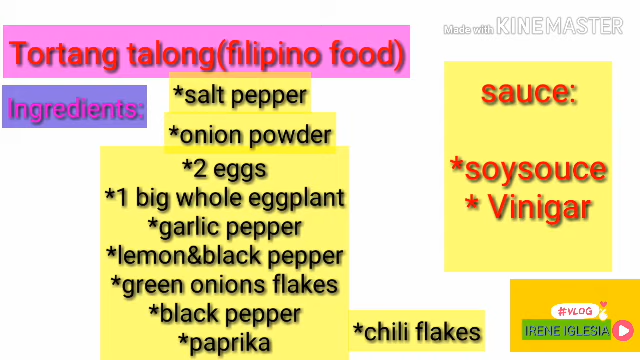 Made with KINEMASTER
Tortang talong(filipino food)
Ingredients:
*salt pepper
*onion powder
*2 eggs
*1 big whole eggplant
*garlic pepper
*lemon&black pepper
*green onions flakes
*black pepper
*paprika
*chili flakes
sauce:
*soysouce
* Vinigar
#VLOG
IRENE IGLESIA